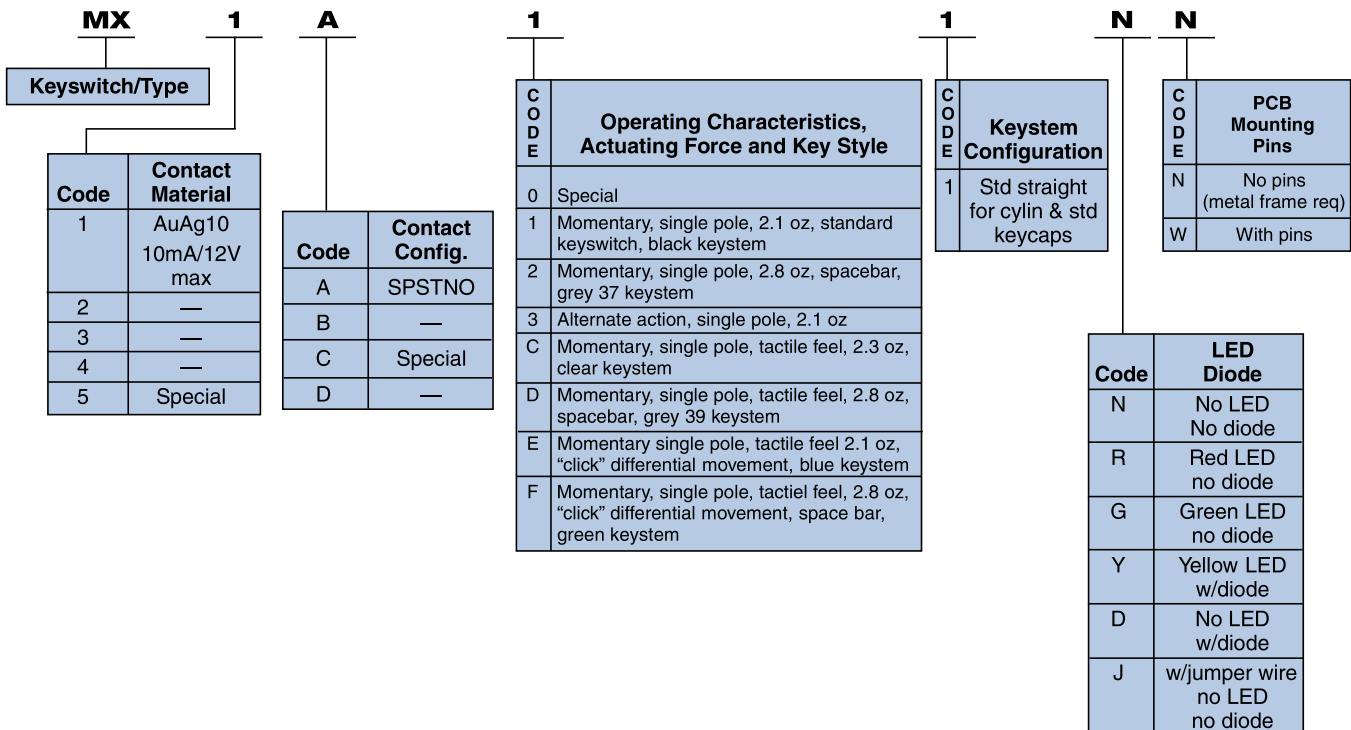 MX 1 A 1 1 N N
Keyswitch/Type
Code Contact Material
1 AuAg10
10mA/12V
max
2 —
3 —
4 —
5 Special
Code Contact Config.
A SPSTNO
B —
C Special
D —
CODE Operating Characteristics,
Actuating Force and Key Style
0 Special
1 Momentary, single pole, 2.1 oz, standard
keyswitch, black keystem
2 Momentary, single pole, 2.8 oz, spacebar,
grey 37 keystem
3 Alternate action, single pole, 2.1 oz
C Momentary, single pole, tactile feel, 2.3 oz,
clear keystem
D Momentary, single pole, tactile feel, 2.8 oz,
spacebar, grey 39 keystem
E Momentary single pole, tactile feel 2.1 oz,
“click” differential movement, blue keystem
F Momentary, single pole, tactiel feel, 2.8 oz,
“click” differential movement, space bar,
green keystem
CODE Keystem
Configuration
1 Std straight
for cylin & std
keycaps
CODE PCB
Mounting
Pins
N No pins
(metal frame req)
W With pins
Code LED
Diode
N No LED
No diode
R Red LED
no diode
G Green LED
no diode
Y Yellow LED
w/diode
D No LED
w/diode
J w/jumper wire
no LED
no diode